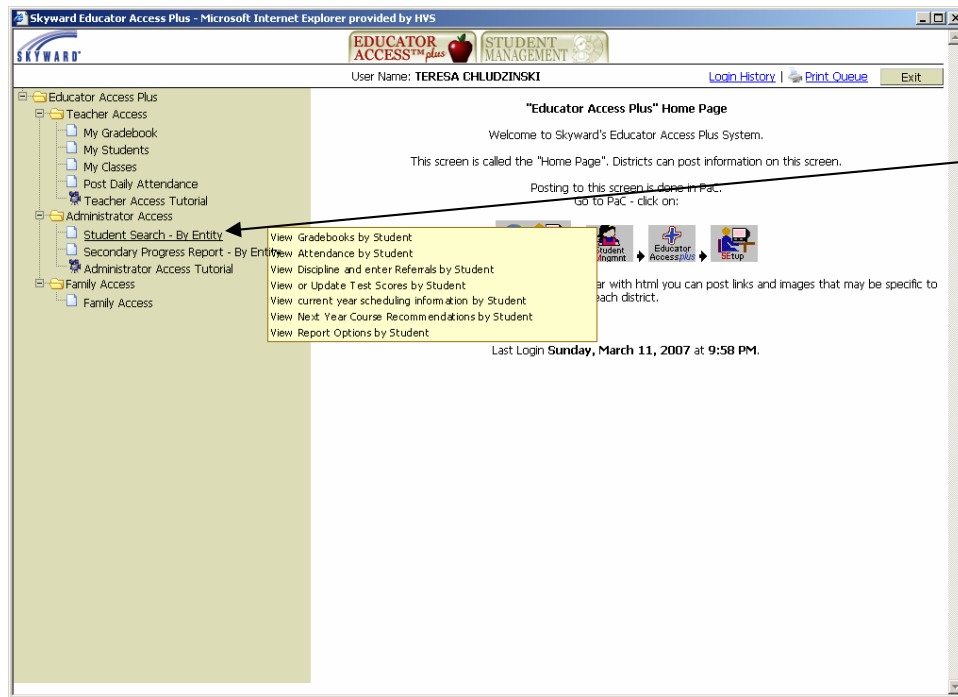 Skyward Educator Access Plus - Microsoft Internet Explorer provided by HVS
SKYWARD
EDUCATOR
ACCESS™ plus
STUDENT
MANAGEMENT
User Name: TERESA CHLUDZINSKI
Login History | Print Queue
Exit
Educator Access Plus
Teacher Access
My Gradebook
My Students
My Classes
Post Daily Attendance
Teacher Access Tutorial
Administrator Access
Student Search - By Entity
Secondary Progress Report - By Entity
Administrator Access Tutorial
Family Access
Family Access
"Educator Access Plus" Home Page
Welcome to Skyward's Educator Access Plus System.
This screen is called the "Home Page". Districts can post information on this screen.
Posting to this screen is done in PaC.
Go to PaC - click on:
Student
Mngmnt
Educator
Accessplus
SEtup
View Gradebooks by Student
View Attendance by Student
View Discipline and enter Referrals by Student
View or Update Test Scores by Student
View current year scheduling information by Student
View Next Year Course Recommendations by Student
View Report Options by Student
ar with html you can post links and images that may be specific to
each district.
Last Login Sunday, March 11, 2007 at 9:58 PM.